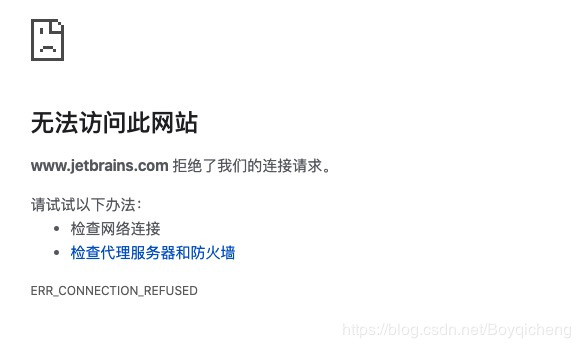 无法访问此网站
www.jetbrains.com 拒绝了我们的连接请求。
请试试以下办法：
• 检查网络连接
• 检查代理服务器和防火墙
ERR_CONNECTION_REFUSED
https://blog.csdn.net/Boyqicheng